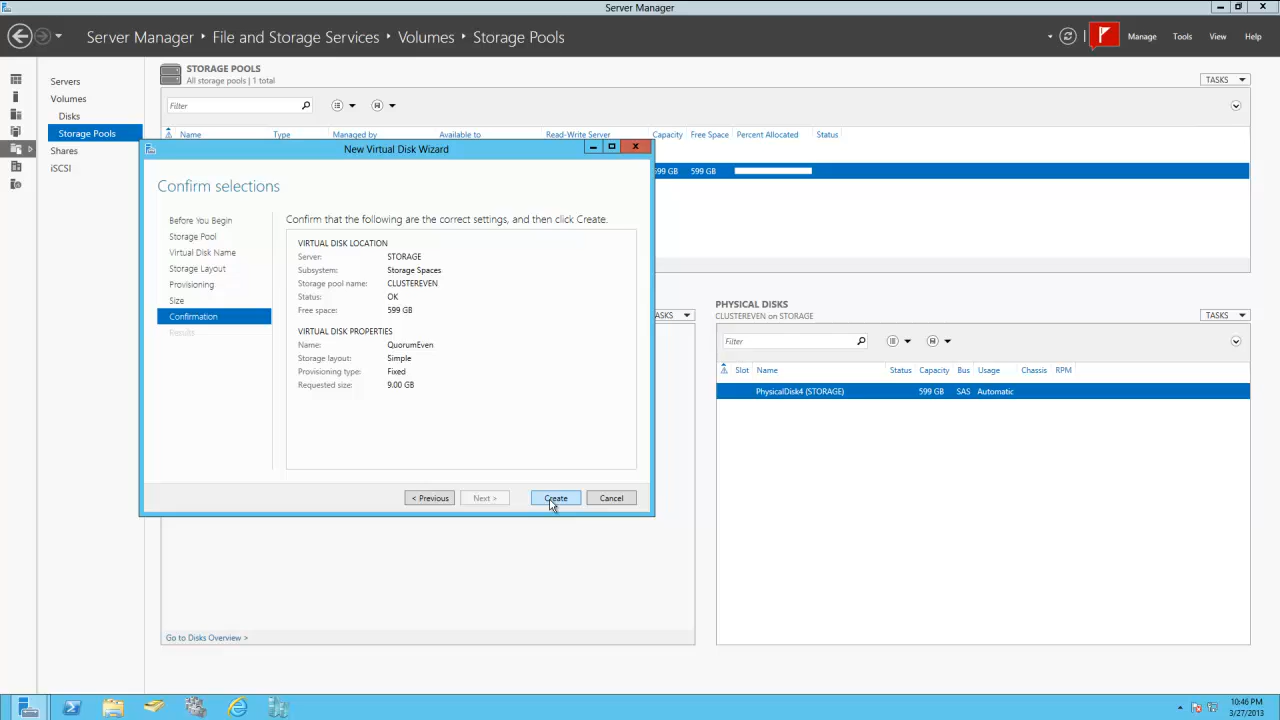 Server Manager
Server Manager • File and Storage Services • Volumes • Storage Pools
Manage Tools View Help
Servers
Volumes
Disks
Storage Pools
Shares
iSCSI
STORAGE POOLS
All storage pools | 1 total
TASKS
Filter
Name Type Managed by Available to Read-Write Server Capacity Free Space Percent Allocated Status
599 GB 599 GB
New Virtual Disk Wizard
Confirm selections
Before You Begin
Storage Pool
Virtual Disk Name
Storage Layout
Provisioning
Size
Confirmation
Results
Confirm that the following are the correct settings, and then click Create.
VIRTUAL DISK LOCATION
Server: STORAGE
Subsystem: Storage Spaces
Storage pool name: CLUSTEREVEN
Status: OK
Free space: 599 GB
VIRTUAL DISK PROPERTIES
Name: QuorumEven
Storage layout: Simple
Provisioning type: Fixed
Requested size: 9.00 GB
< Previous Next > Create Cancel
ASKS
Go to Disks Overview >
PHYSICAL DISKS
CLUSTEREVEN on STORAGE
TASKS
Filter
Slot Name Status Capacity Bus Usage Chassis RPM
PhysicalDisk4 (STORAGE) 599 GB SAS Automatic
10:46 PM
3/27/2013